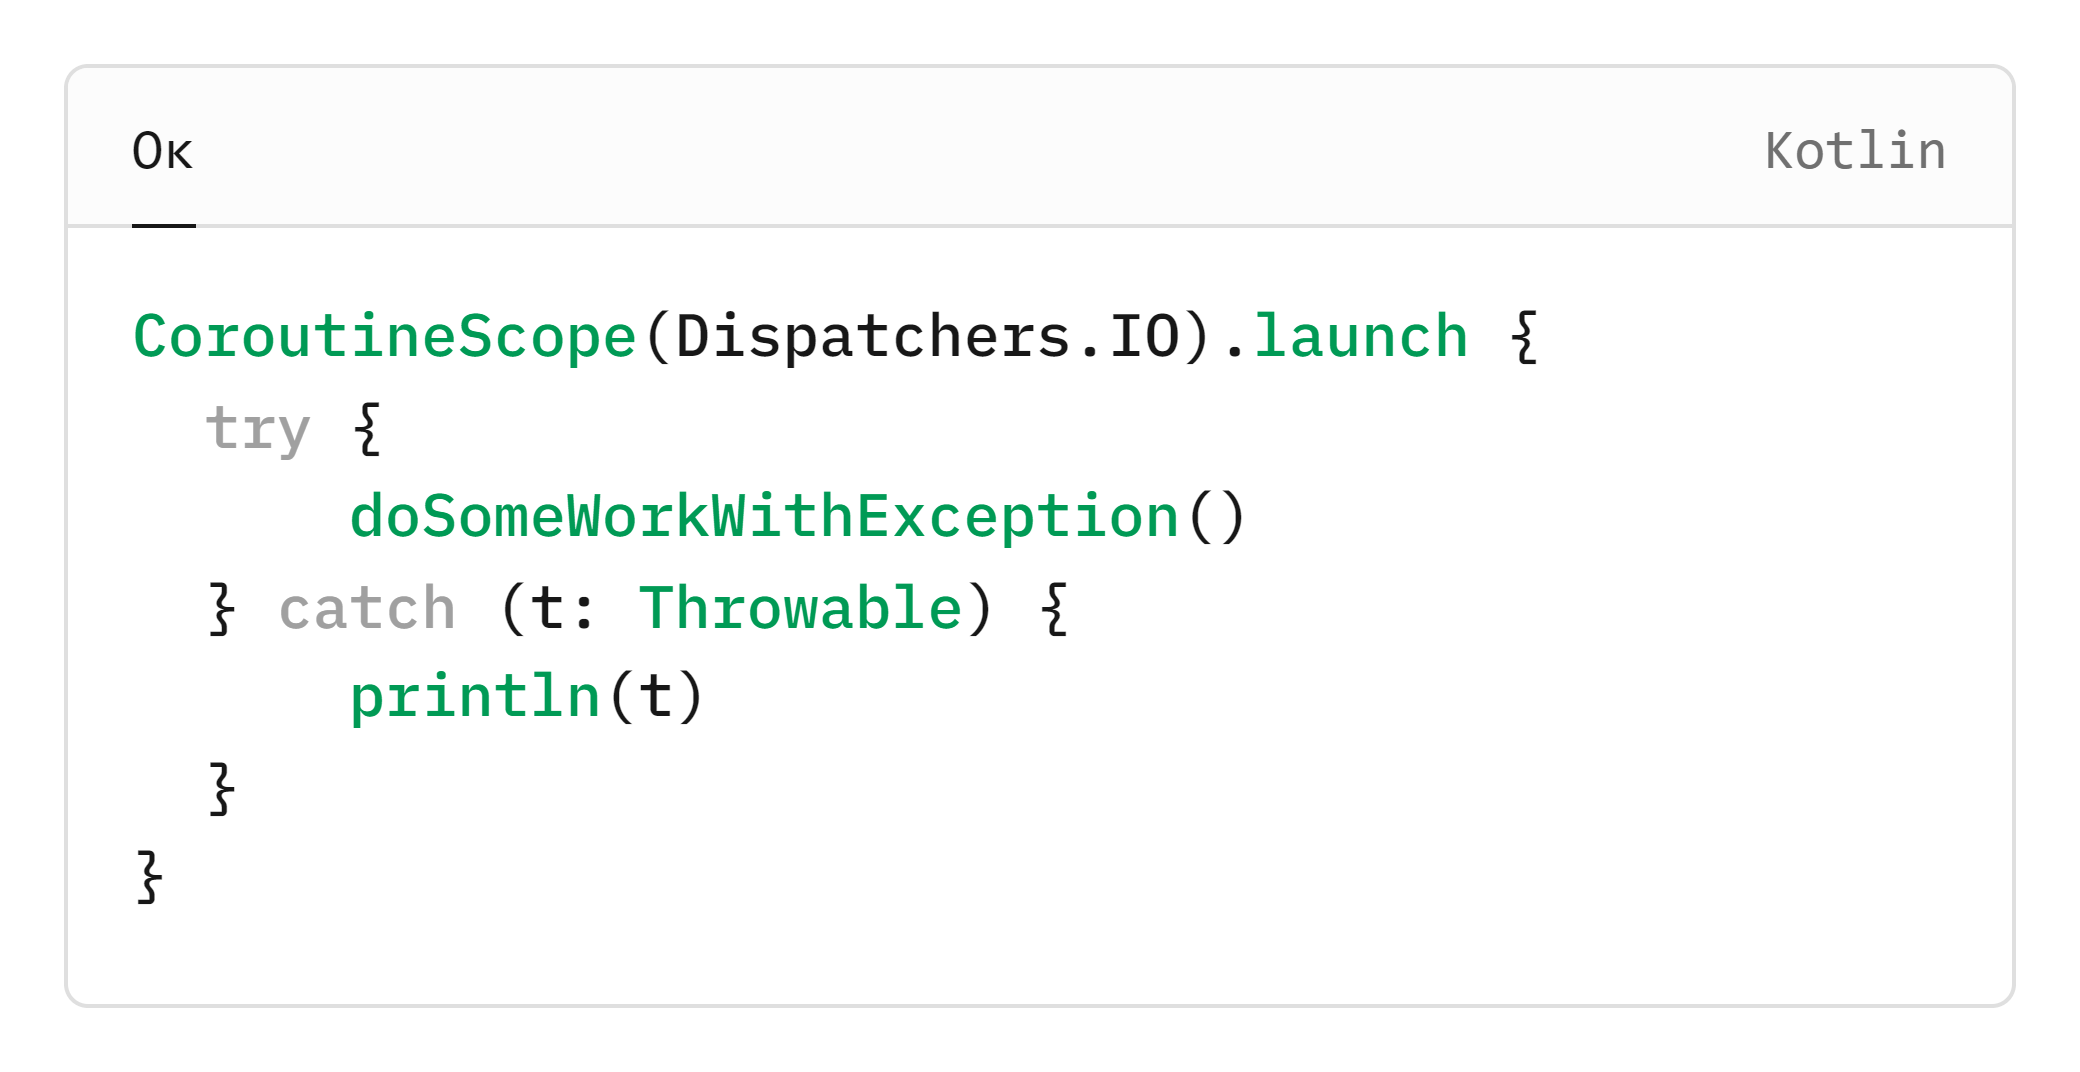 Ок
Kotlin
CoroutineScope(Dispatchers.IO).launch {
  try {
      doSomeWorkWithException()
  } catch (t: Throwable) {
      println(t)
  }
}